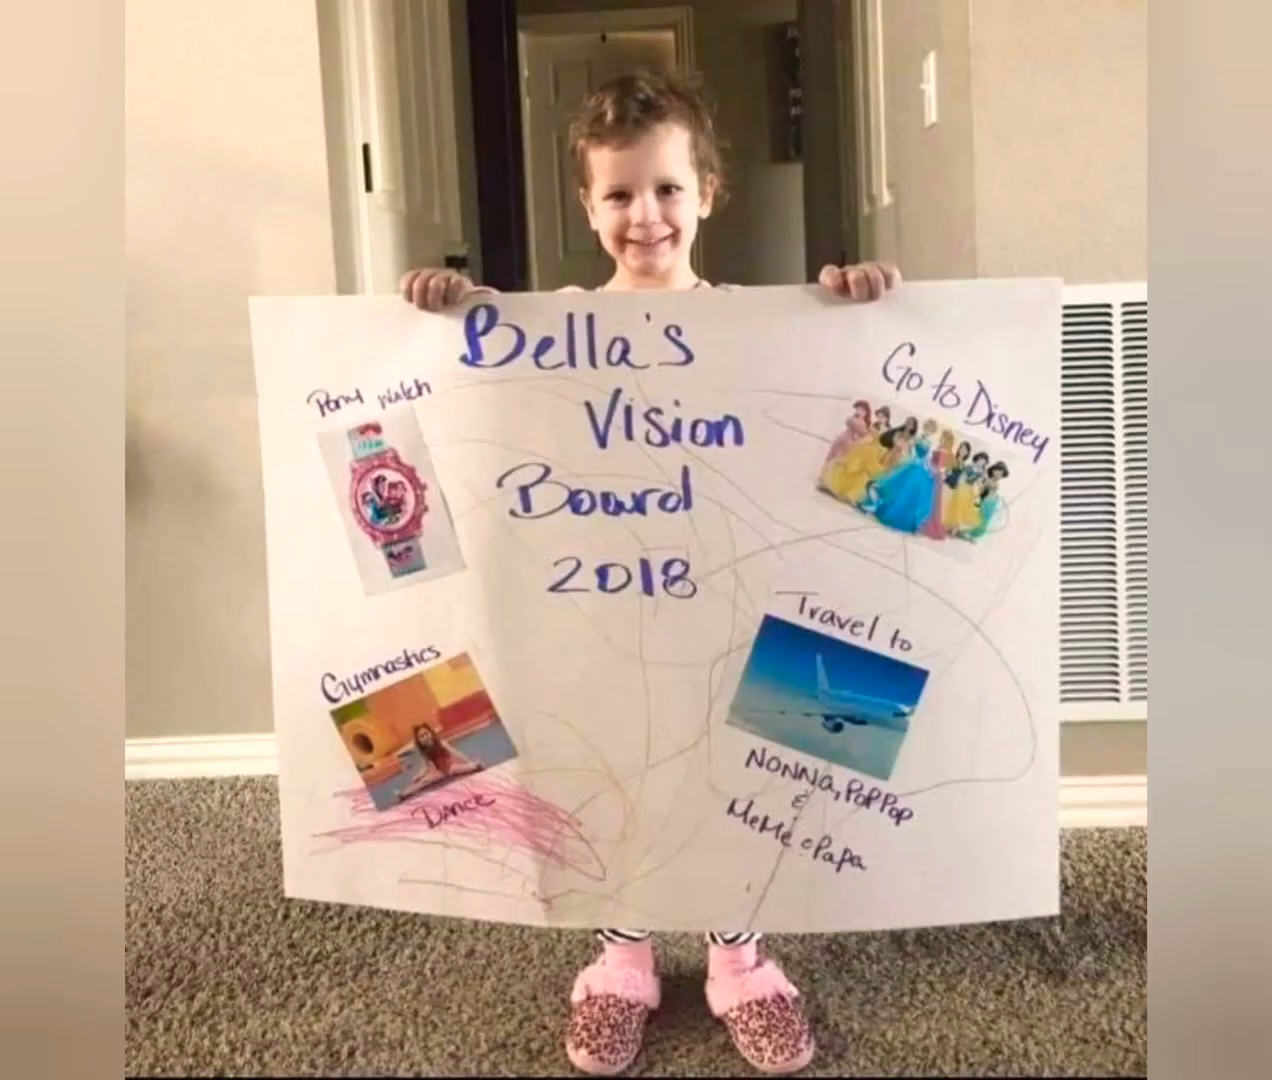 Bella's
Vision
Board
2018
Pony watch
Go to Disney
Gymnastics
Dance
Travel to
NONNa, POPPOP
&
MeMe &Papa